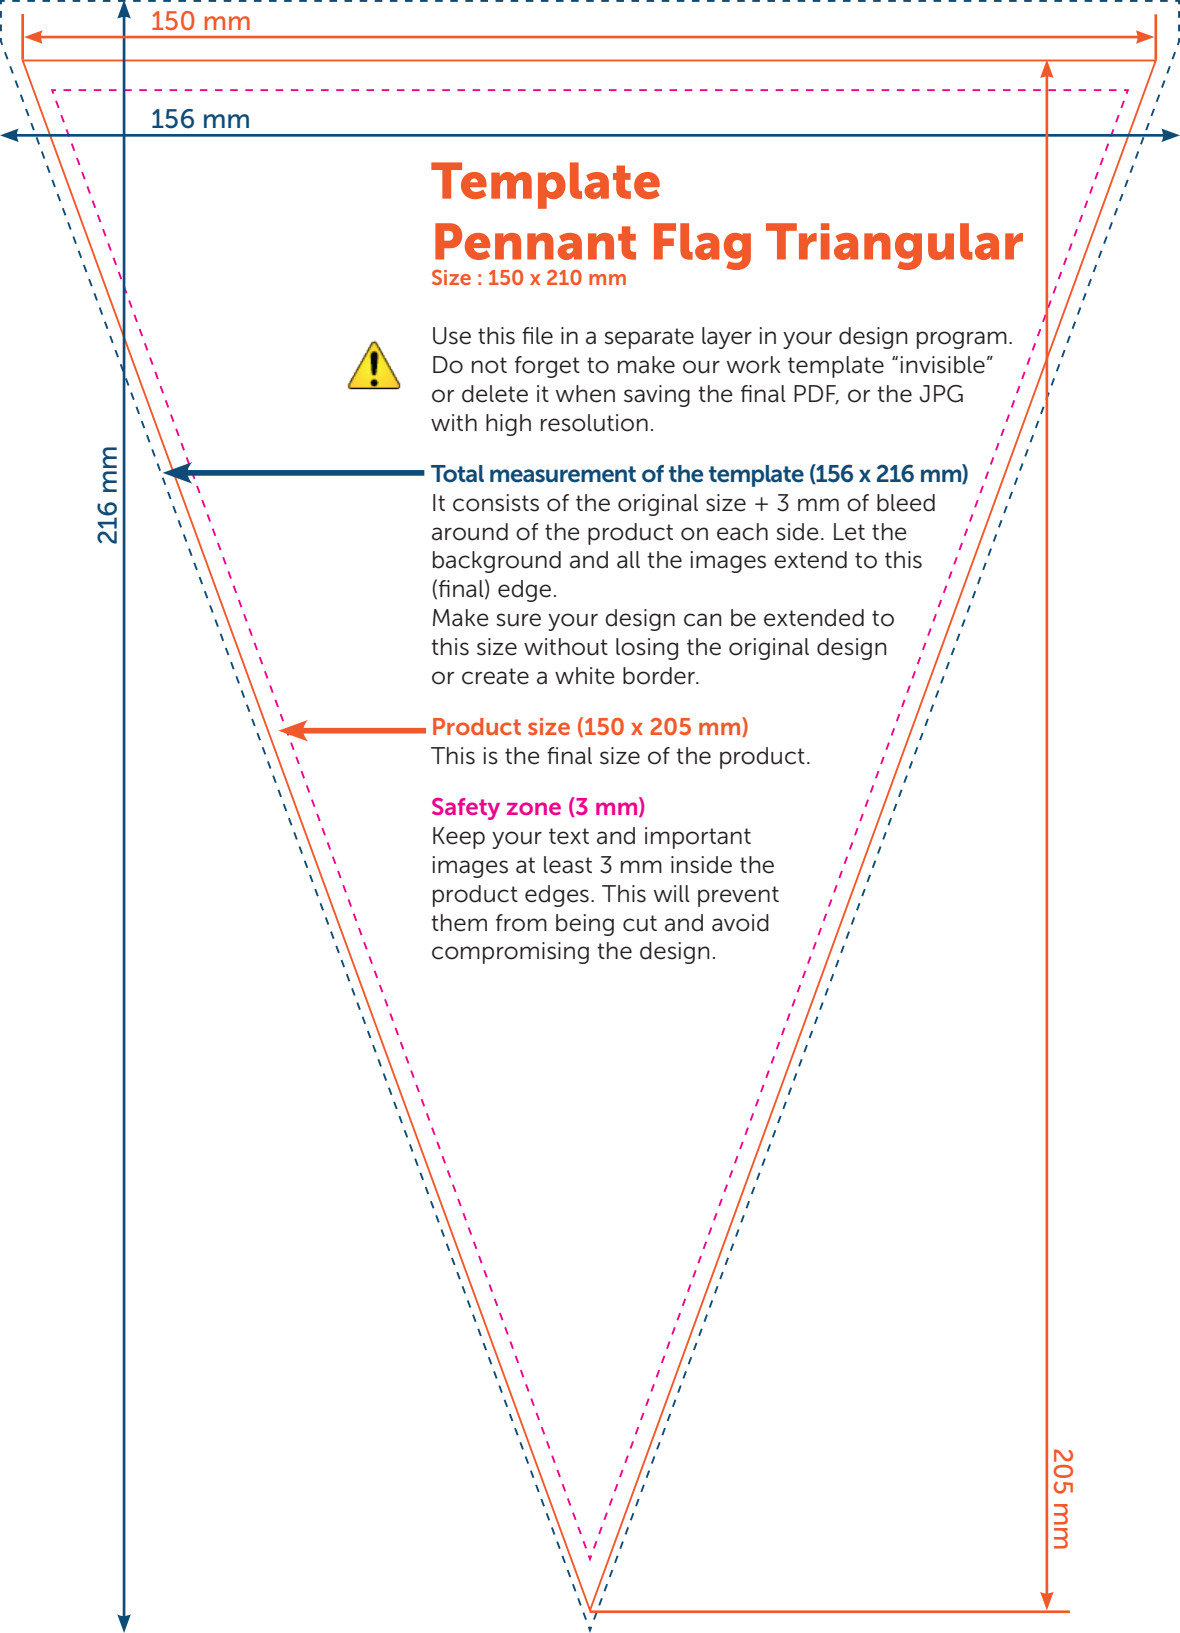 150 mm
156 mm
Template
Pennant Flag Triangular
Size : 150 x 210 mm
Use this file in a separate layer in your design program.
Do not forget to make our work template “invisible”
or delete it when saving the final PDF, or the JPG
with high resolution.
216 mm
Total measurement of the template (156 x 216 mm)
It consists of the original size + 3 mm of bleed
around of the product on each side. Let the
background and all the images extend to this
(final) edge.
Make sure your design can be extended to
this size without losing the original design
or create a white border.
Product size (150 x 205 mm)
This is the final size of the product.
Safety zone (3 mm)
Keep your text and important
images at least 3 mm inside the
product edges. This will prevent
them from being cut and avoid
compromising the design.
205 mm